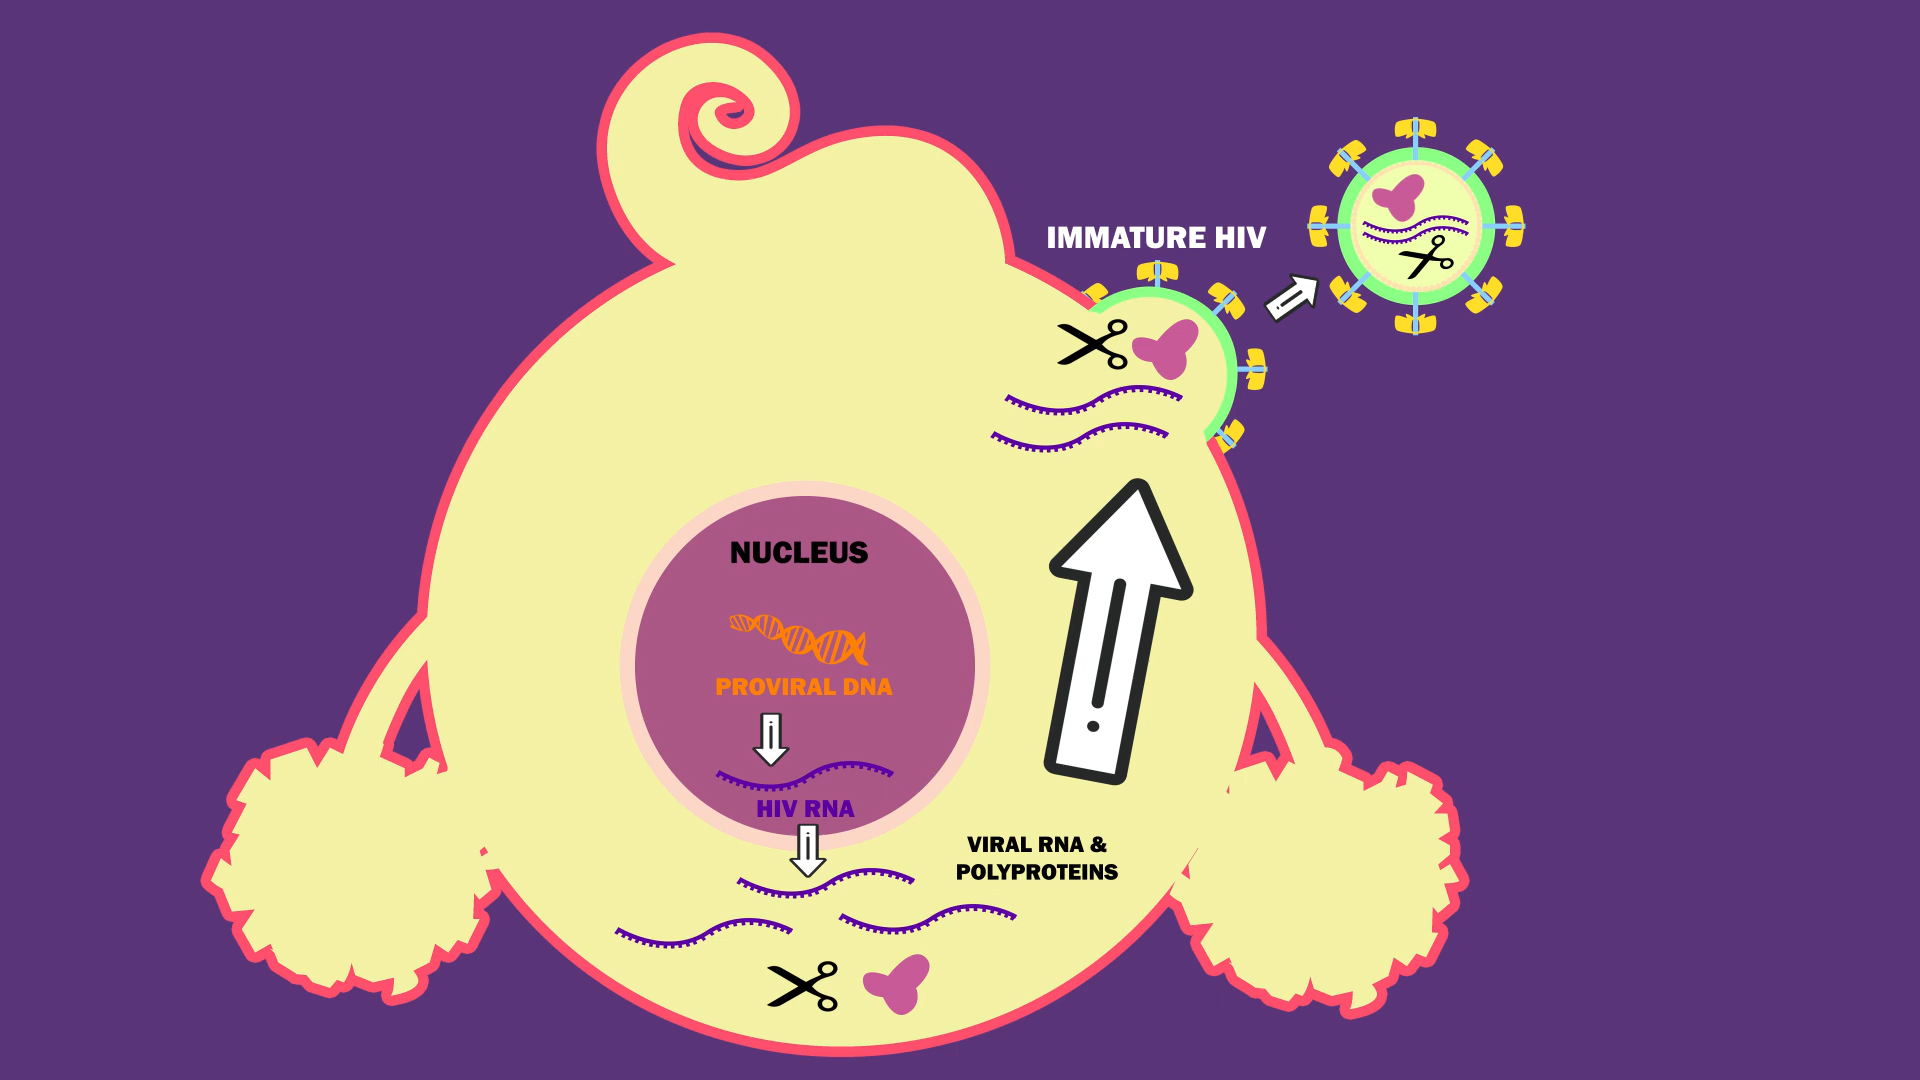 IMMATURE HIV
NUCLEUS
PROVIRAL DNA
HIV RNA
VIRAL RNA &
POLYPROTEINS